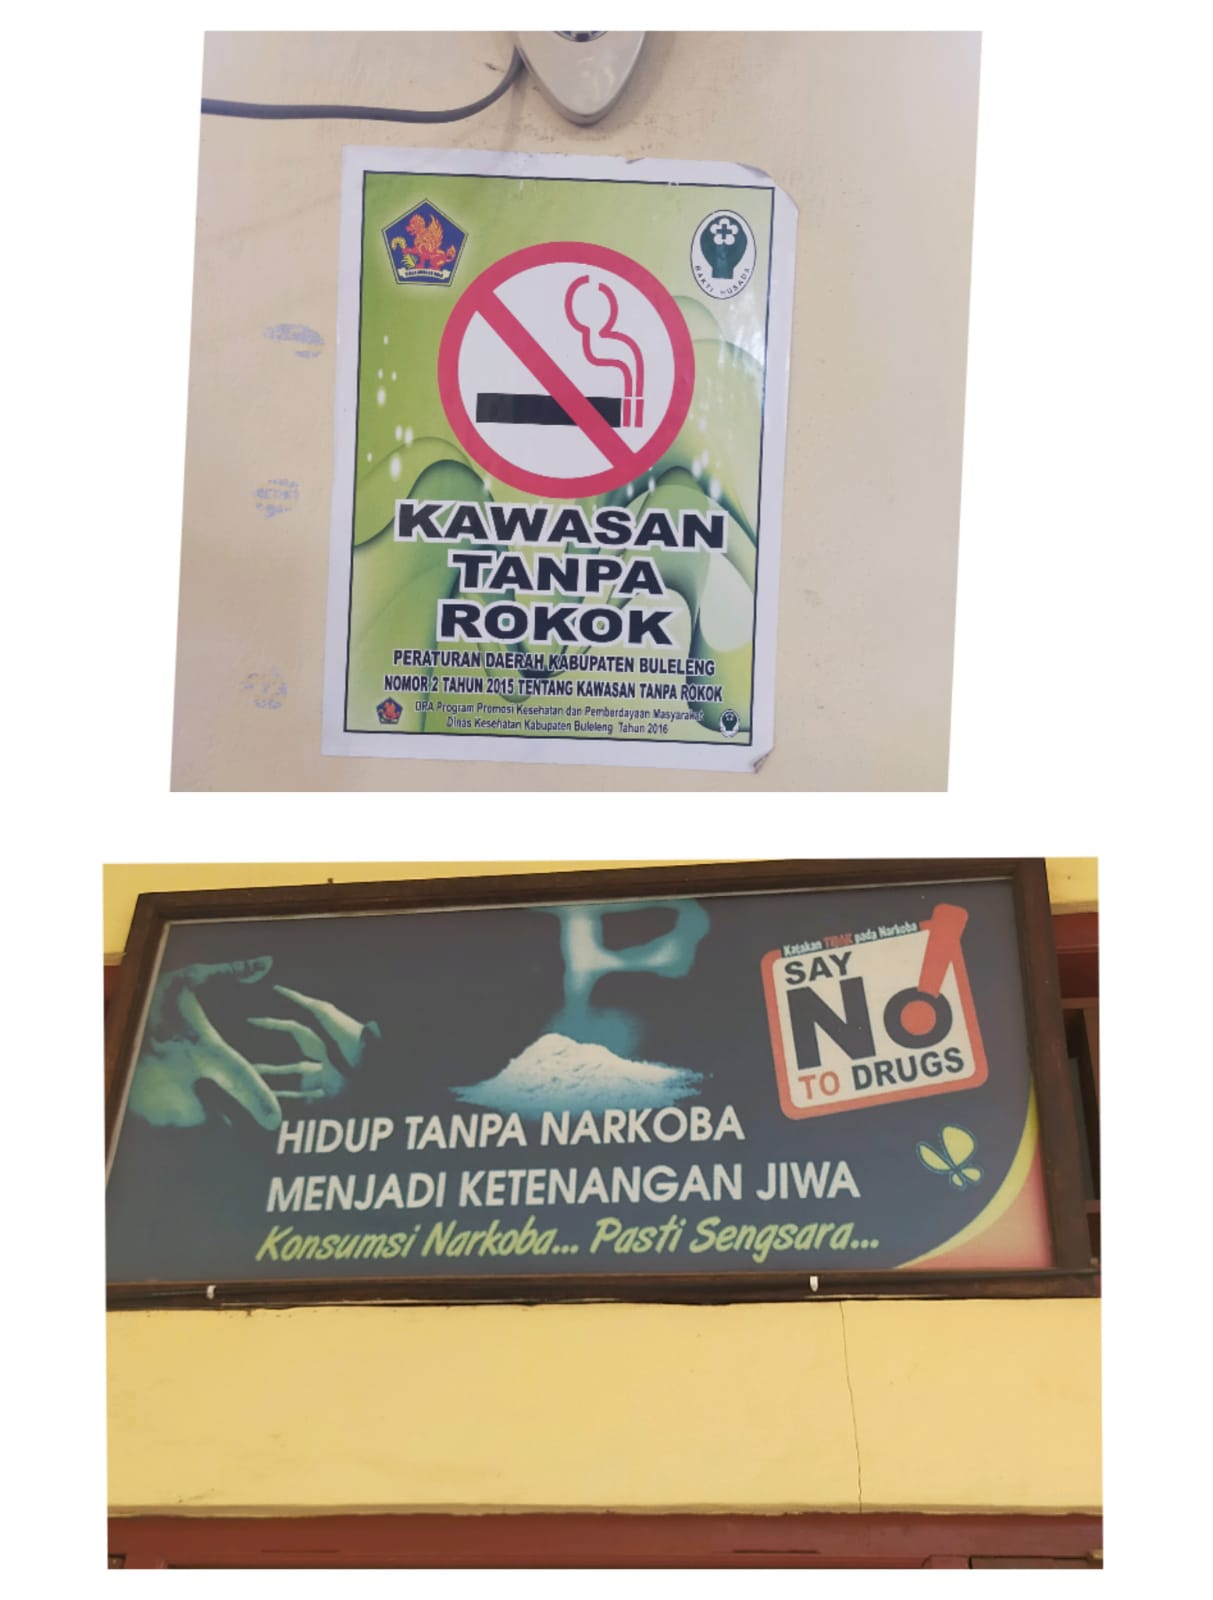 BAKTI HUSADA
KAWASAN
TANPA
ROKOK
PERATURAN DAERAH KABUPATEN BULELENG
NOMOR 2 TAHUN 2015 TENTANG KAWASAN TANPA ROKOK
DPA Program Promosi Kesehatan dan Pemberdayaan Masyarakat
Dinas Kesehatan Kabupaten Buleleng Tahun 2016
Katakan TIDAK pada Narkoba
SAY
No
TO DRUGS
HIDUP TANPA NARKOBA
MENJADI KETENANGAN JIWA
Konsumsi Narkoba... Pasti Sengsara...